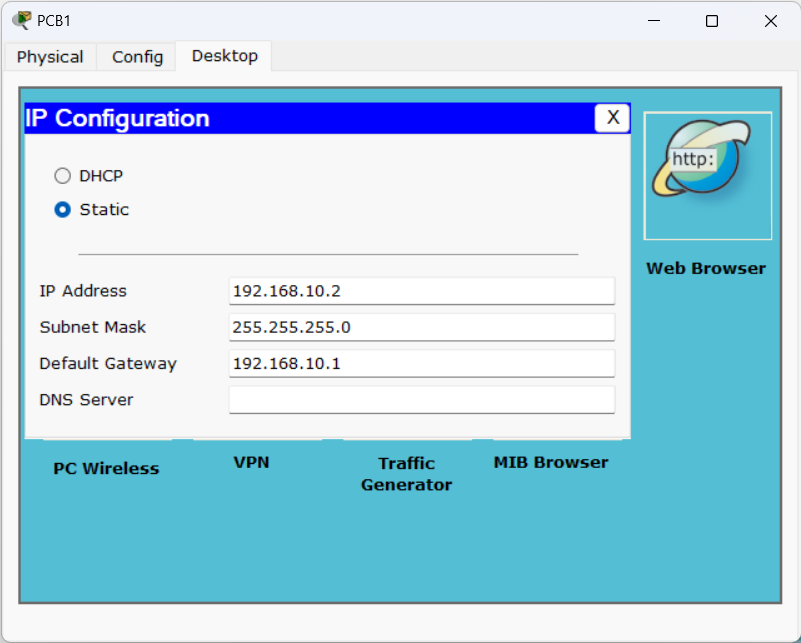 PCB1
Physical
Config
Desktop
IP Configuration
X
DHCP
Static
IP Address
192.168.10.2
Subnet Mask
255.255.255.0
Default Gateway
192.168.10.1
DNS Server
http:
Web Browser
PC Wireless
VPN
Traffic
Generator
MIB Browser